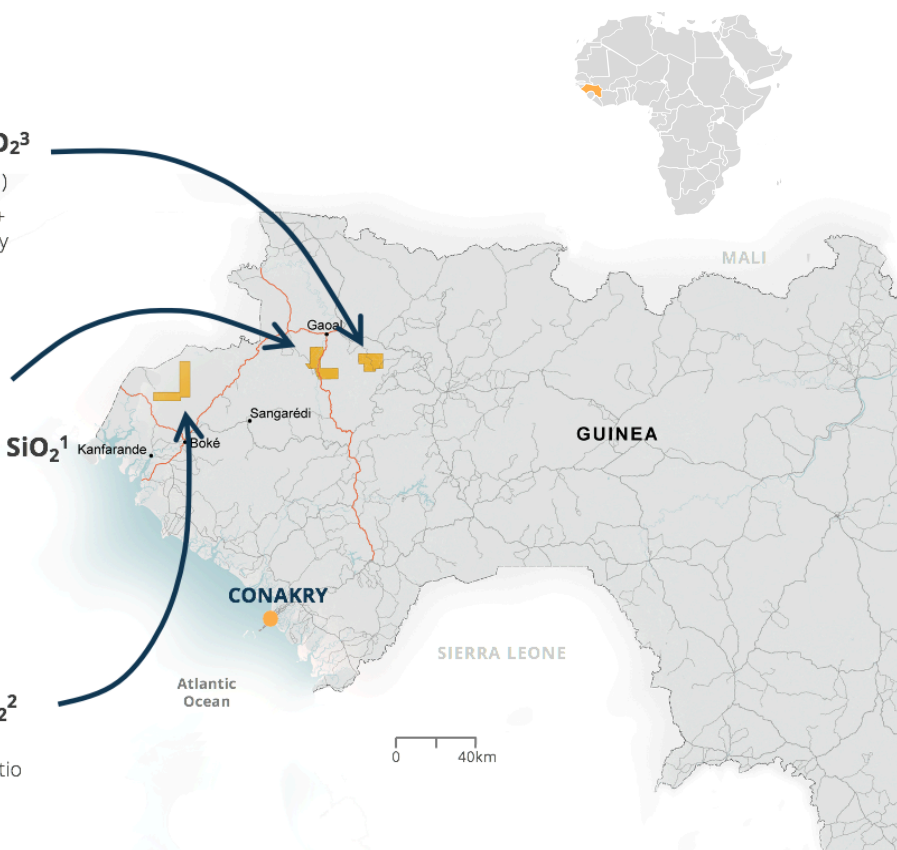 O₂³
)
+
y
MALI
Gaoal
Sangarédi
GUINEA
SiO₂¹
Kanfarande
Boké
CONAKRY
SIERRA LEONE
Atlantic
Ocean
₂²
tio
0 40km